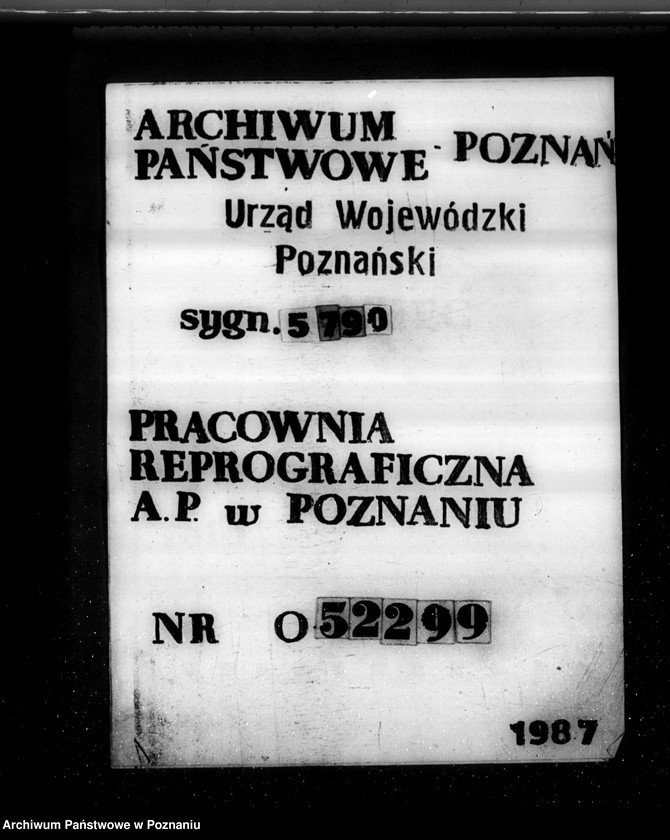 ARCHIWUM
PAŃSTWOWE - POZNAŃ
Urząd Wojewódzki
Poznański
sygn. 5790
PRACOWNIA
REPROGRAFICZNA
A.P. w POZNANIU
NR O 52299
1987
Archiwum Państwowe w Poznaniu